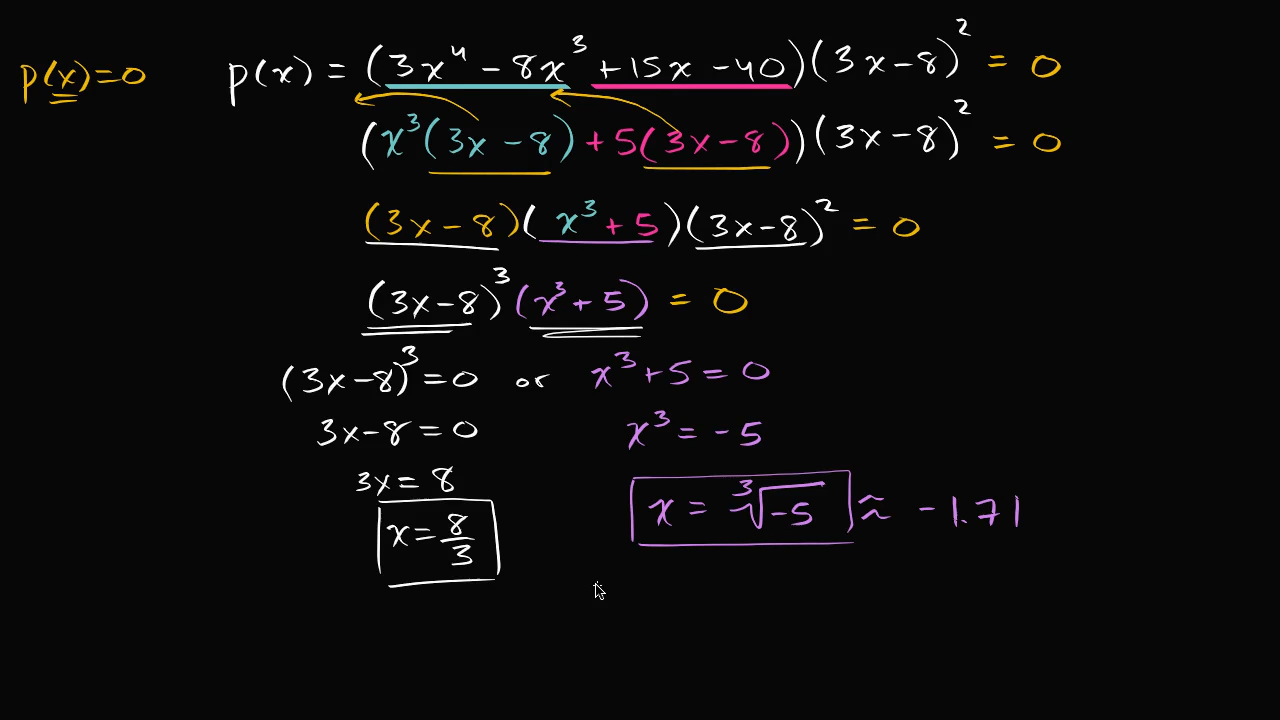 p(x)=0
p(x) = (3x⁴ - 8x³ + 15x - 40)(3x-8)² = 0
(x³(3x-8) + 5(3x-8))(3x-8)² = 0
(3x-8)(x³+5)(3x-8)² = 0
(3x-8)³(x³+5) = 0
(3x-8)³=0 or x³+5=0
3x-8=0 x³=-5
3x=8
x=8/3 x=∛-5 ≈ -1.71